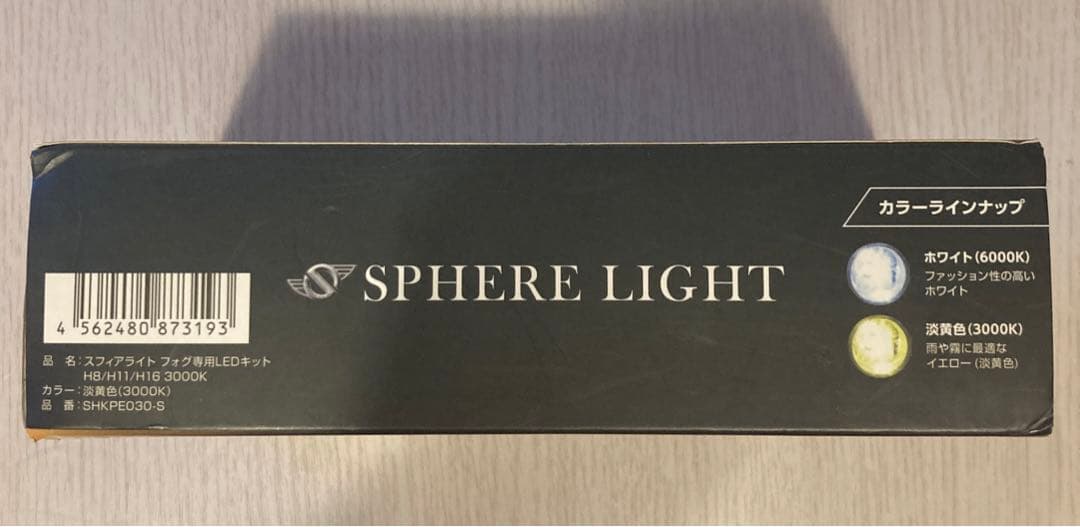 カラーラインナップ
ホワイト(6000K)
ファッション性の高い
ホワイト
SPHERE LIGHT
淡黄色(3000K)
雨や霧に最適な
イエロー(淡黄色)
4 562480 873193
品 名:スフィアライト フォグ専用LEDキット
H8/H11/H16 3000K
カラー:淡黄色(3000K)
品 番:SHKPE030-S